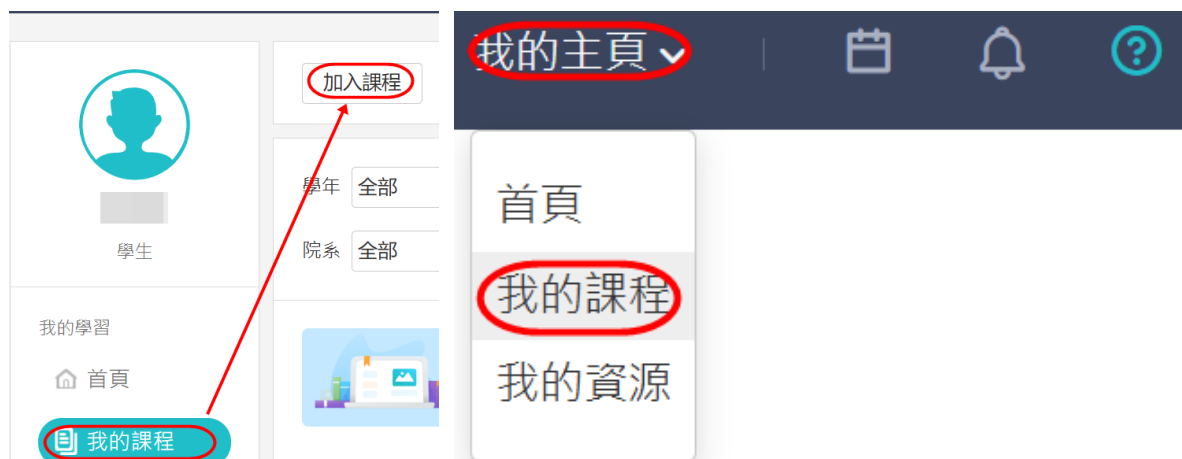 加入課程
學年 全部
院系 全部
學生
我的學習
首頁
我的課程
我的主頁
首頁
我的課程
我的資源